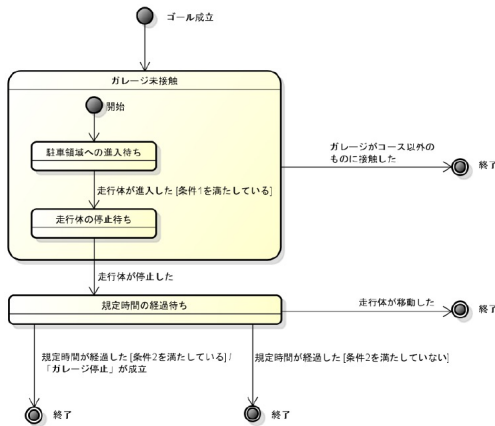 ゴール成立
ガレージ未接触
開始
駐車領域への進入待ち
ガレージがコース以外の
ものに接触した
終了
走行体が進入した [条件1を満たしている]
走行体の停止待ち
走行体が停止した
規定時間の経過待ち
走行体が移動した
終了
規定時間が経過した [条件2を満たしている] /
「ガレージ停止」が成立
規定時間が経過した [条件2を満たしていない]
終了
終了